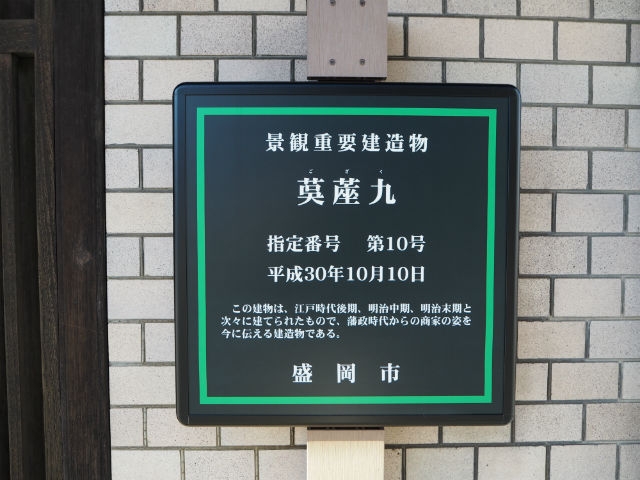 景観重要建造物
ござく
茣蓙九
指定番号　第10号
平成30年10月10日
この建物は、江戸時代後期、明治中期、明治末期と
次々に建てられたもので、藩政時代からの商家の姿を
今に伝える建造物である。
盛岡市